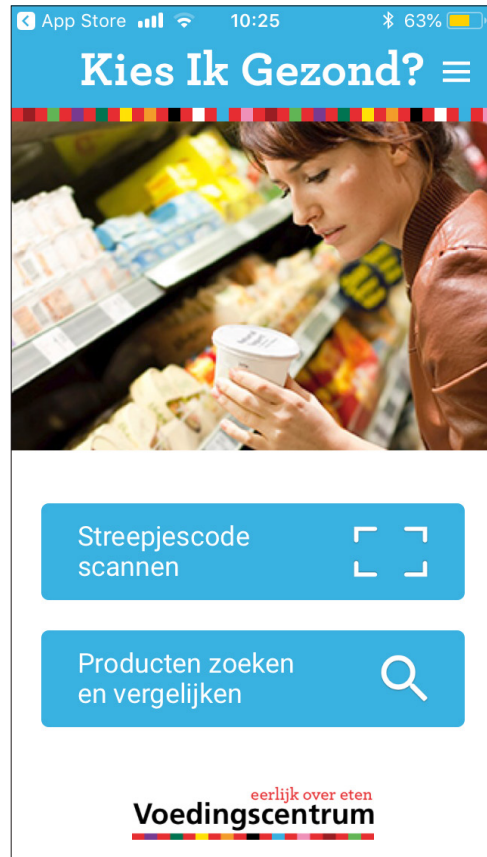 App Store 10:25 63%
Kies Ik Gezond?
Streepjescode
scannen
Producten zoeken
en vergelijken
eerlijk over eten
Voedingscentrum